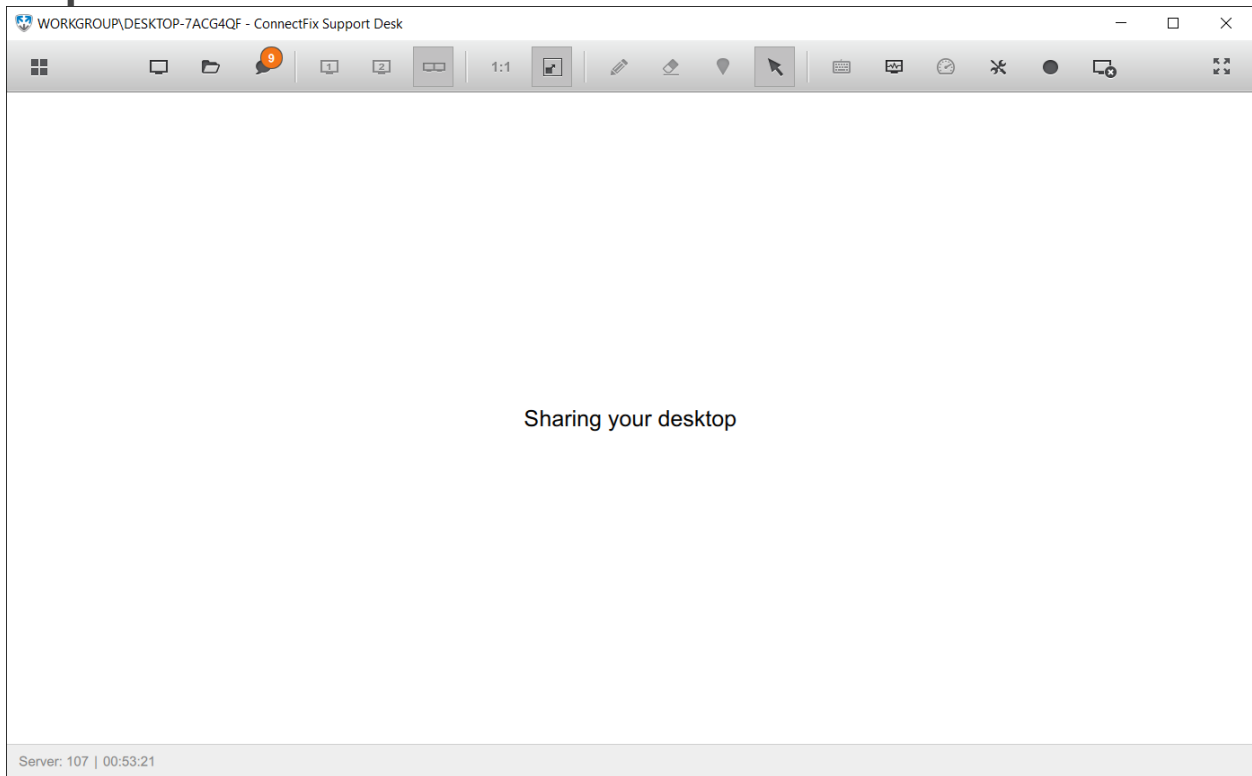 WORKGROUP\DESKTOP-7ACG4QF - ConnectFix Support Desk
9
1 2 1:1
Sharing your desktop
Server: 107 | 00:53:21